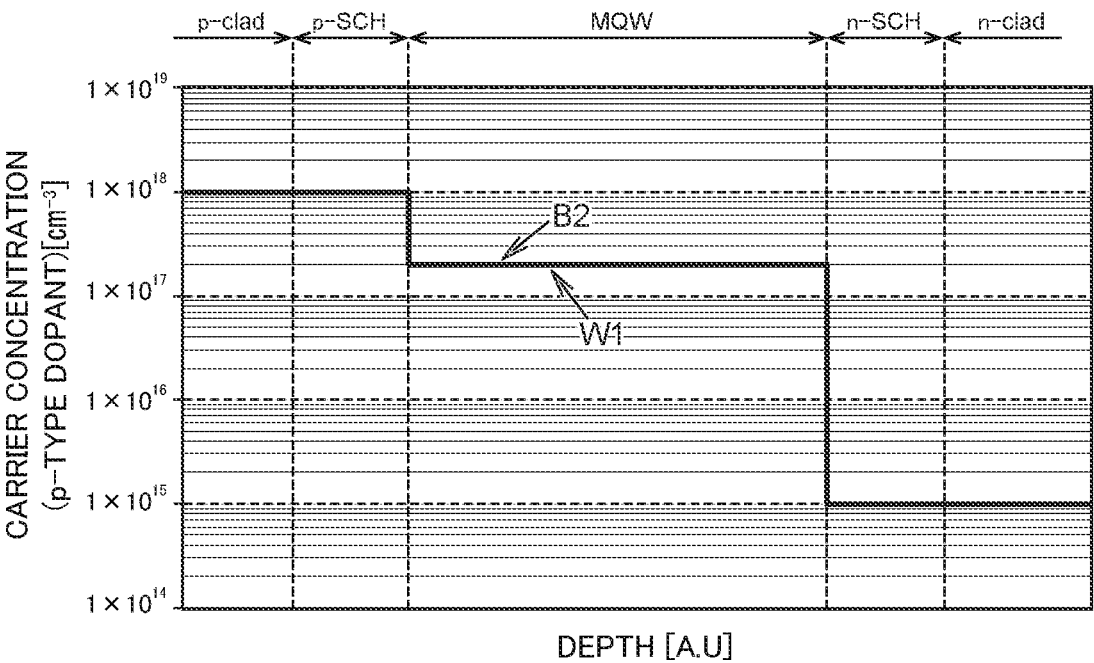 p-clad p-SCH MQW n-SCH n-clad
1×10¹⁹
1×10¹⁸
1×10¹⁷
1×10¹⁶
1×10¹⁵
1×10¹⁴
CARRIER CONCENTRATION
(p-TYPE DOPANT)[cm⁻³]
B2
W1
DEPTH [A.U]